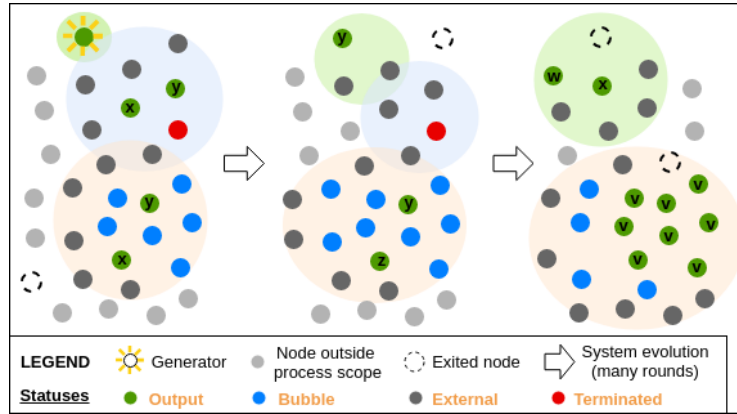 y
x
y
x
y
y
z
w
x
v
v
v
v
v
v
v
v
LEGEND
Generator
Node outside
process scope
Exited node
System evolution
(many rounds)
Statuses
Output
Bubble
External
Terminated